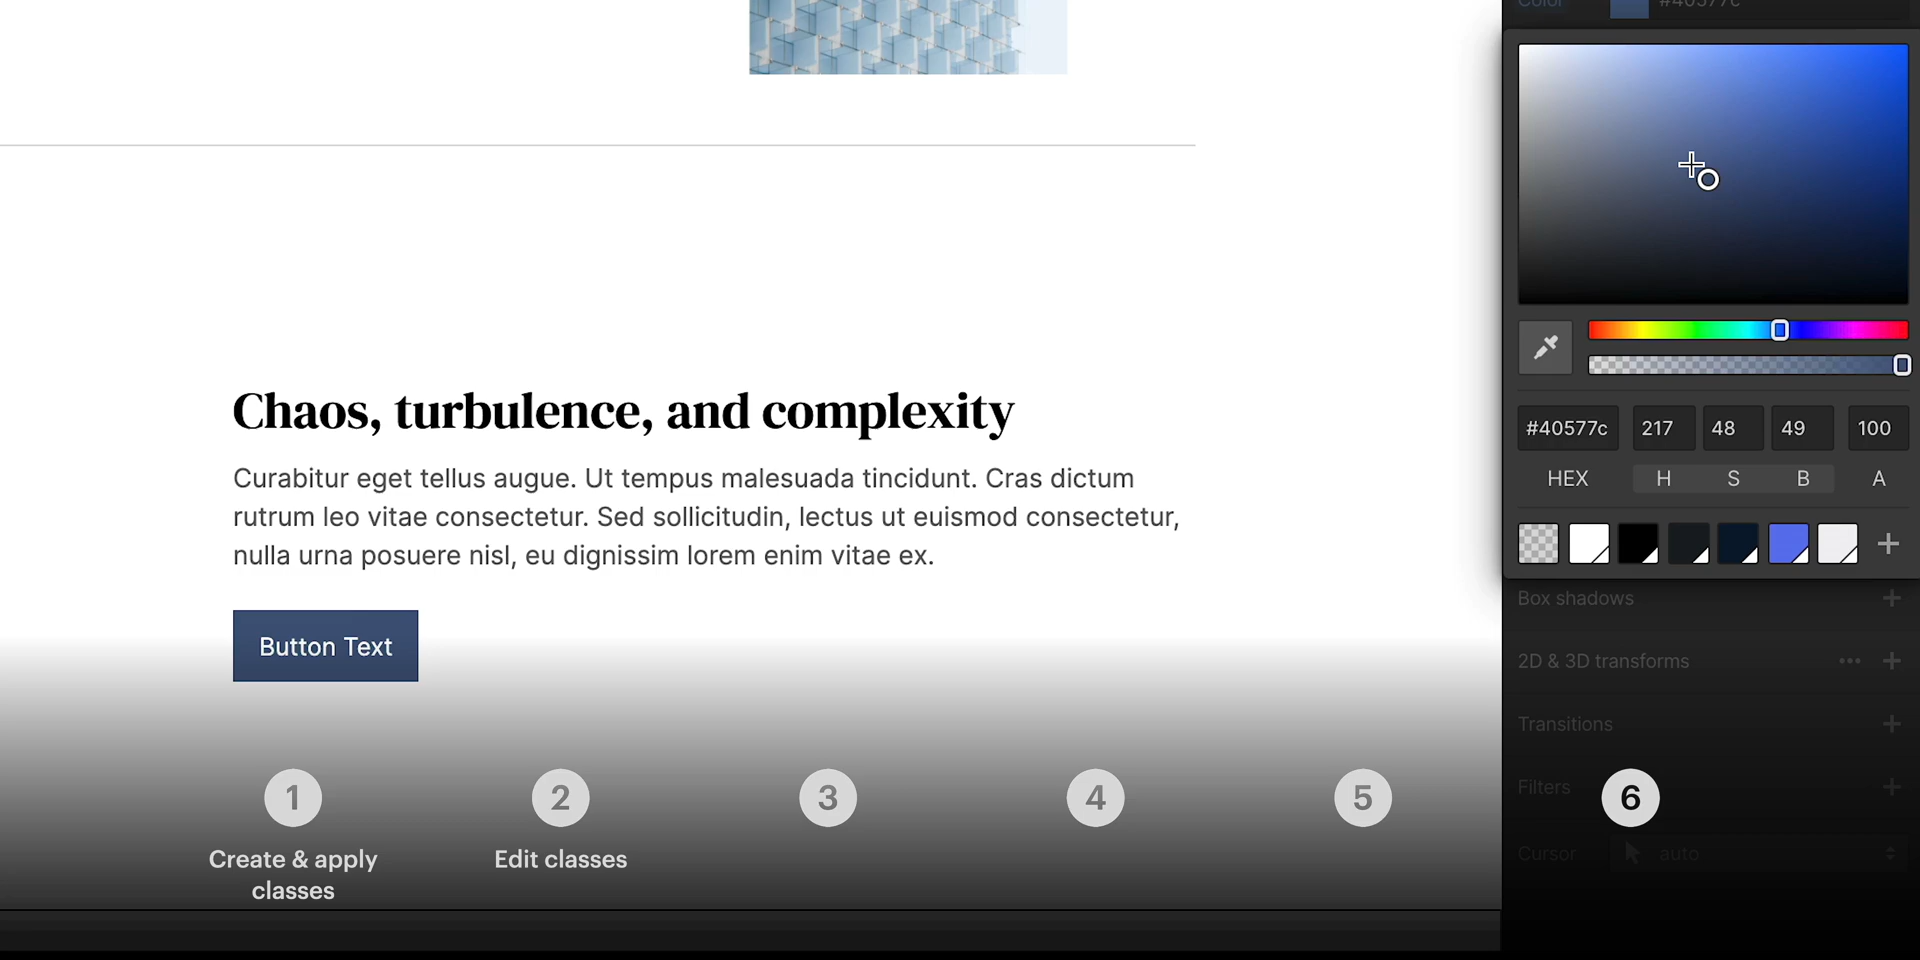 Color #40577c
#40577c 217 48 49 100
HEX H S B A
Chaos, turbulence, and complexity
Curabitur eget tellus augue. Ut tempus malesuada tincidunt. Cras dictum
rutrum leo vitae consectetur. Sed sollicitudin, lectus ut euismod consectetur,
nulla urna posuere nisl, eu dignissim lorem enim vitae ex.
Button Text
Box shadows
2D & 3D transforms
Transitions
Filters
Cursor auto
1 2 3 4 5 6
Create & apply
classes
Edit classes